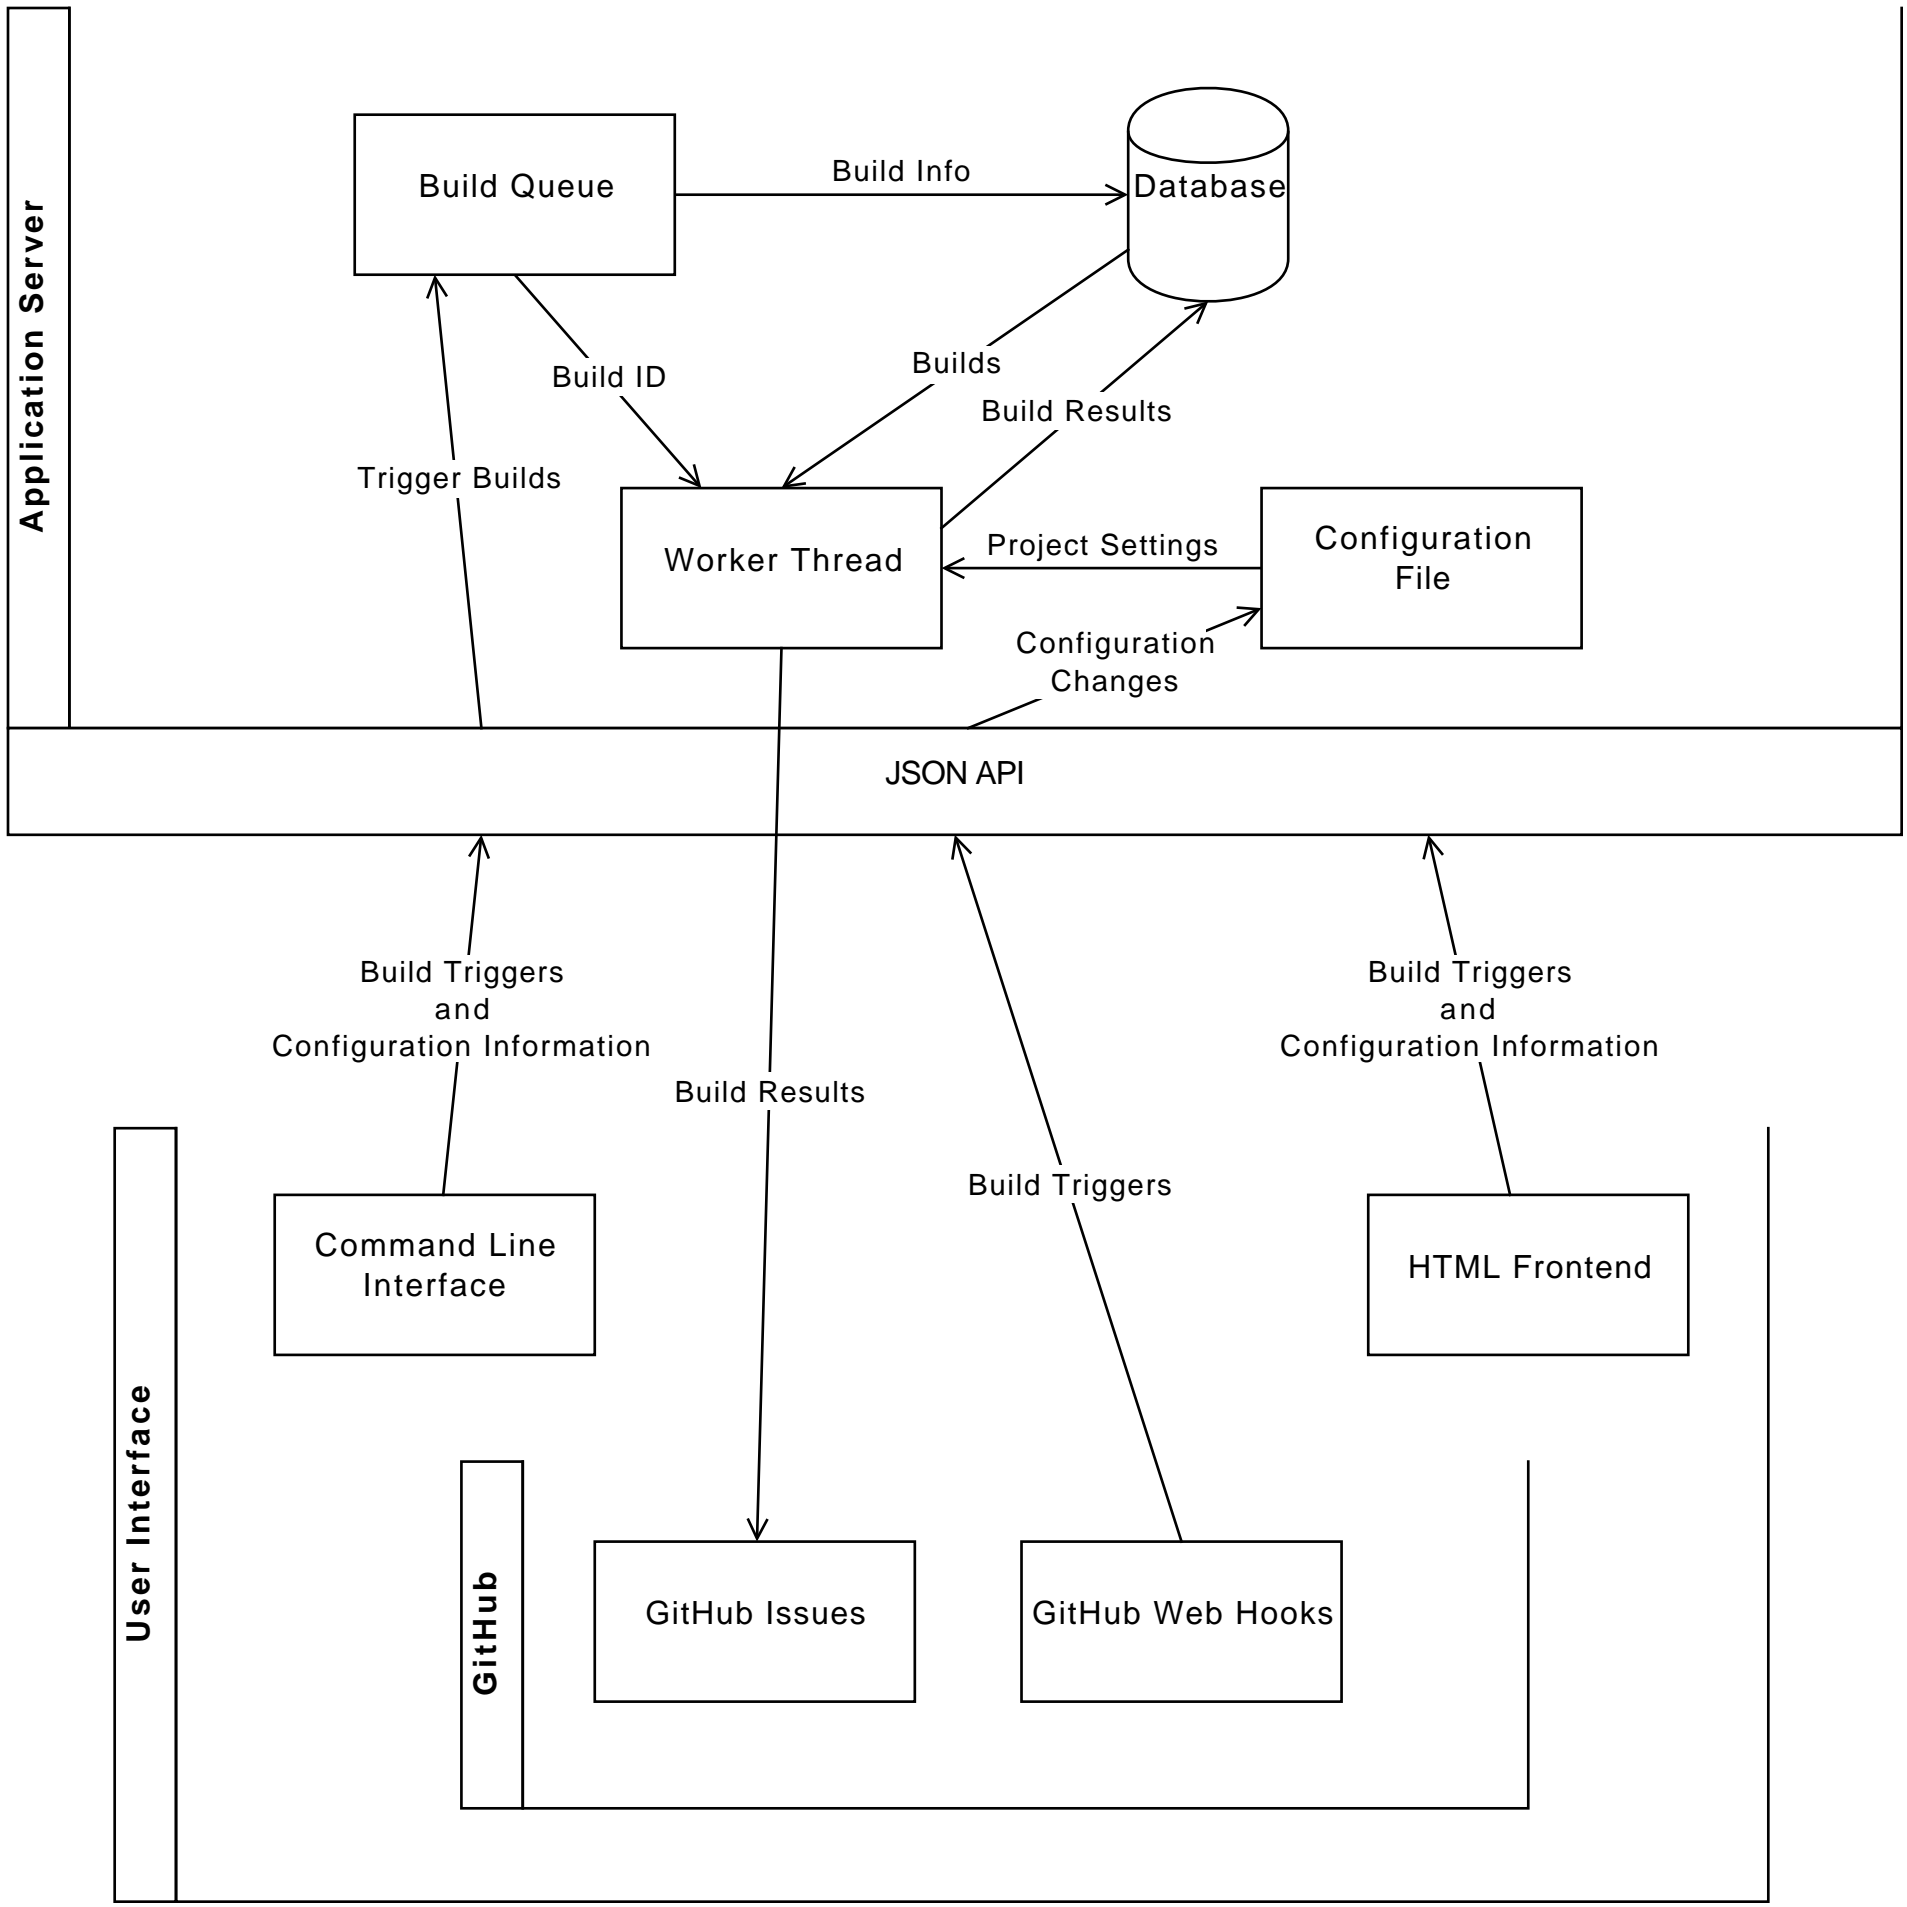 Application Server
Build Queue
Build Info
Database
Build ID
Builds
Build Results
Trigger Builds
Worker Thread
Project Settings
Configuration
File
Configuration
Changes
JSON API
Build Triggers
and
Configuration Information
Build Triggers
and
Configuration Information
Build Results
Build Triggers
User Interface
Command Line
Interface
HTML Frontend
GitHub
GitHub Issues
GitHub Web Hooks